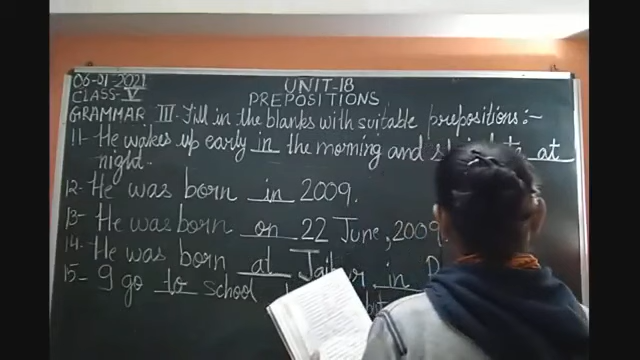 06-21-2021
UNIT-18
CLASS-V
PREPOSITIONS
GRAMMAR III. Fill in the blanks with suitable prepositions:-
11- He wakes up early in the morning and at
night.
12- He was born in 2009.
13- He was born on 22 June, 2009.
14- He was born at in
15- I go to school